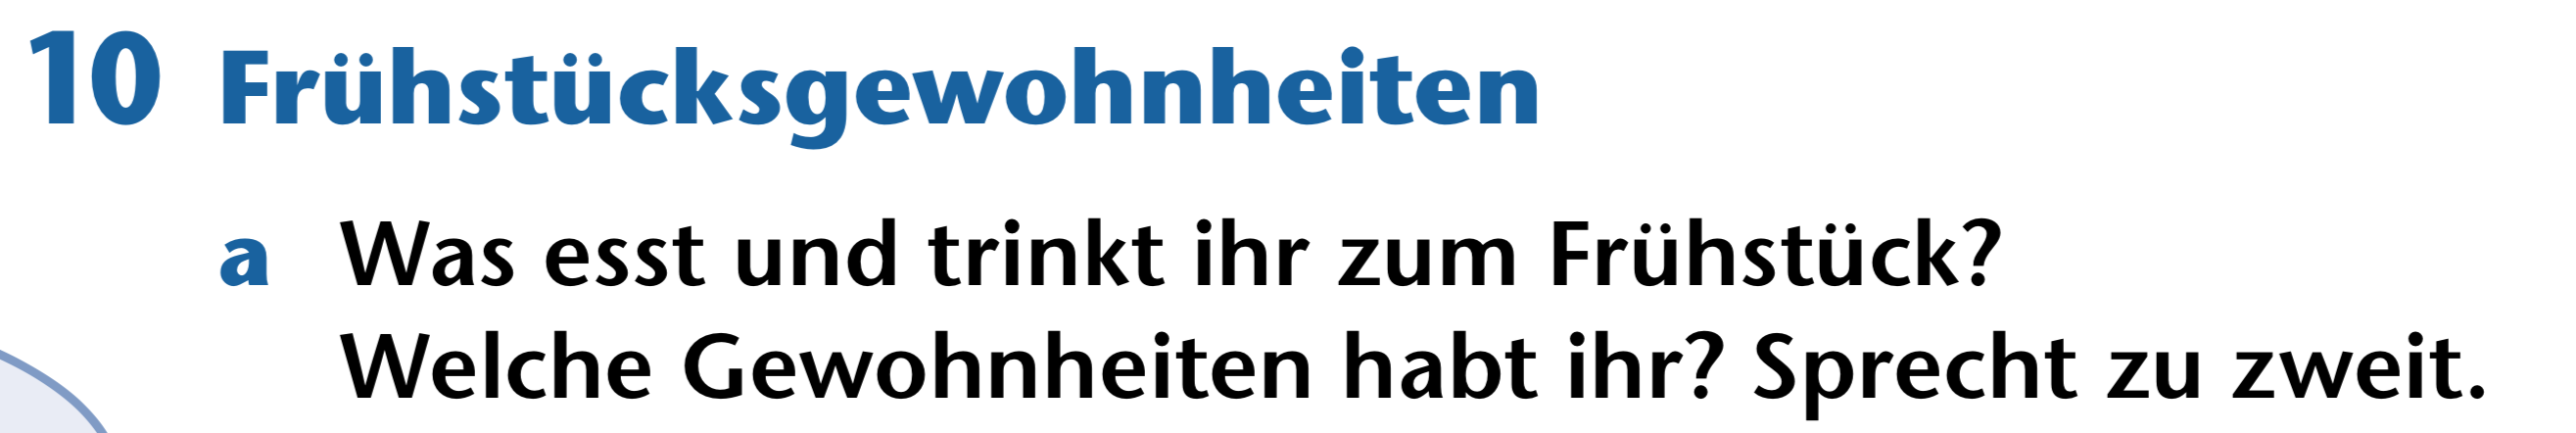 10 Frühstücksgewohnheiten
a Was esst und trinkt ihr zum Frühstück?
Welche Gewohnheiten habt ihr? Sprecht zu zweit.